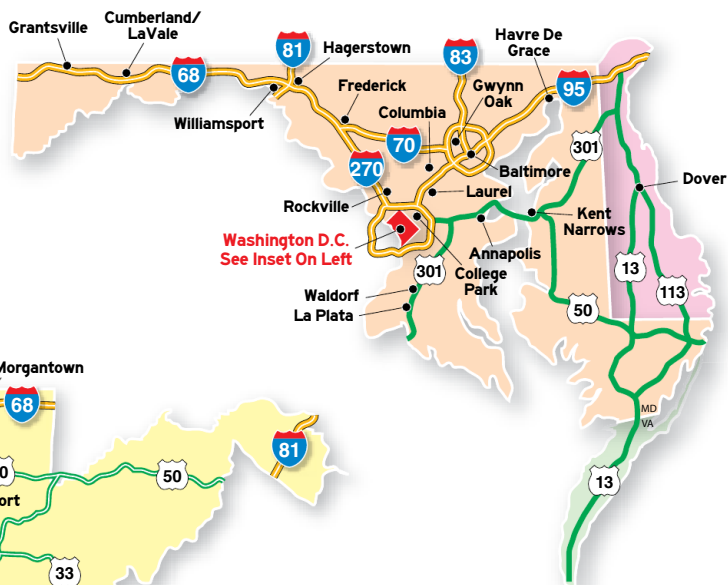 Grantsville
Cumberland/
LaVale
81
Hagerstown
83
Havre De
Grace
68
Frederick
Gwynn
Oak
95
Williamsport
Columbia
70
301
270
Baltimore
Dover
Rockville
Laurel
Kent
Narrows
Washington D.C.
See Inset On Left
Annapolis
301
College
Park
13
113
Waldorf
La Plata
50
Morgantown
68
MD
VA
81
0
50
13
ort
33